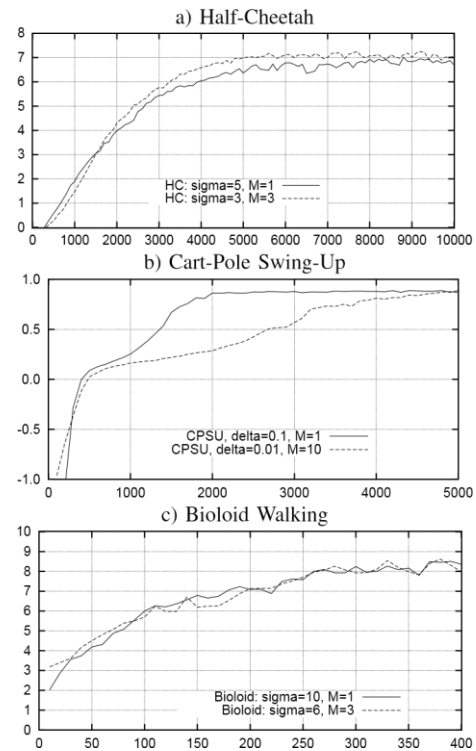 a) Half-Cheetah
8
7
6
5
4
3
2
1
0
HC: sigma=5, M=1
HC: sigma=3, M=3
0 1000 2000 3000 4000 5000 6000 7000 8000 9000 10000
b) Cart-Pole Swing-Up
1.0
0.5
0.0
-0.5
-1.0
CPSU, delta=0.1, M=1
CPSU, delta=0.01, M=10
0 1000 2000 3000 4000 5000
c) Bioloid Walking
10
9
8
7
6
5
4
3
2
1
0
Bioloid: sigma=10, M=1
Bioloid: sigma=6, M=3
0 50 100 150 200 250 300 350 400